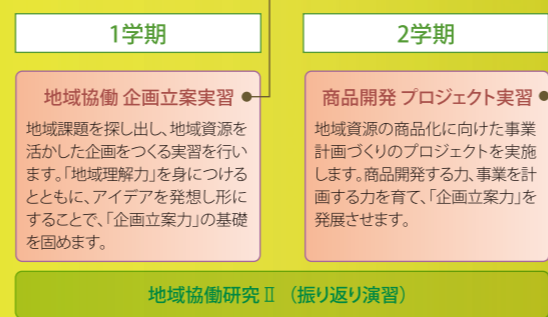 1学期
2学期
地域協働 企画立案実習
地域課題を探し出し、地域資源を
活かした企画をつくる実習を行い
ます。「地域理解力」を身につける
とともに、アイデアを発想し形に
することで、「企画立案力」の基礎
を固めます。
商品開発 プロジェクト実習
地域資源の商品化に向けた事業
計画づくりのプロジェクトを実施
します。商品開発する力、事業を計
画する力を育て、「企画立案力」を
発展させます。
地域協働研究Ⅱ（振り返り演習）